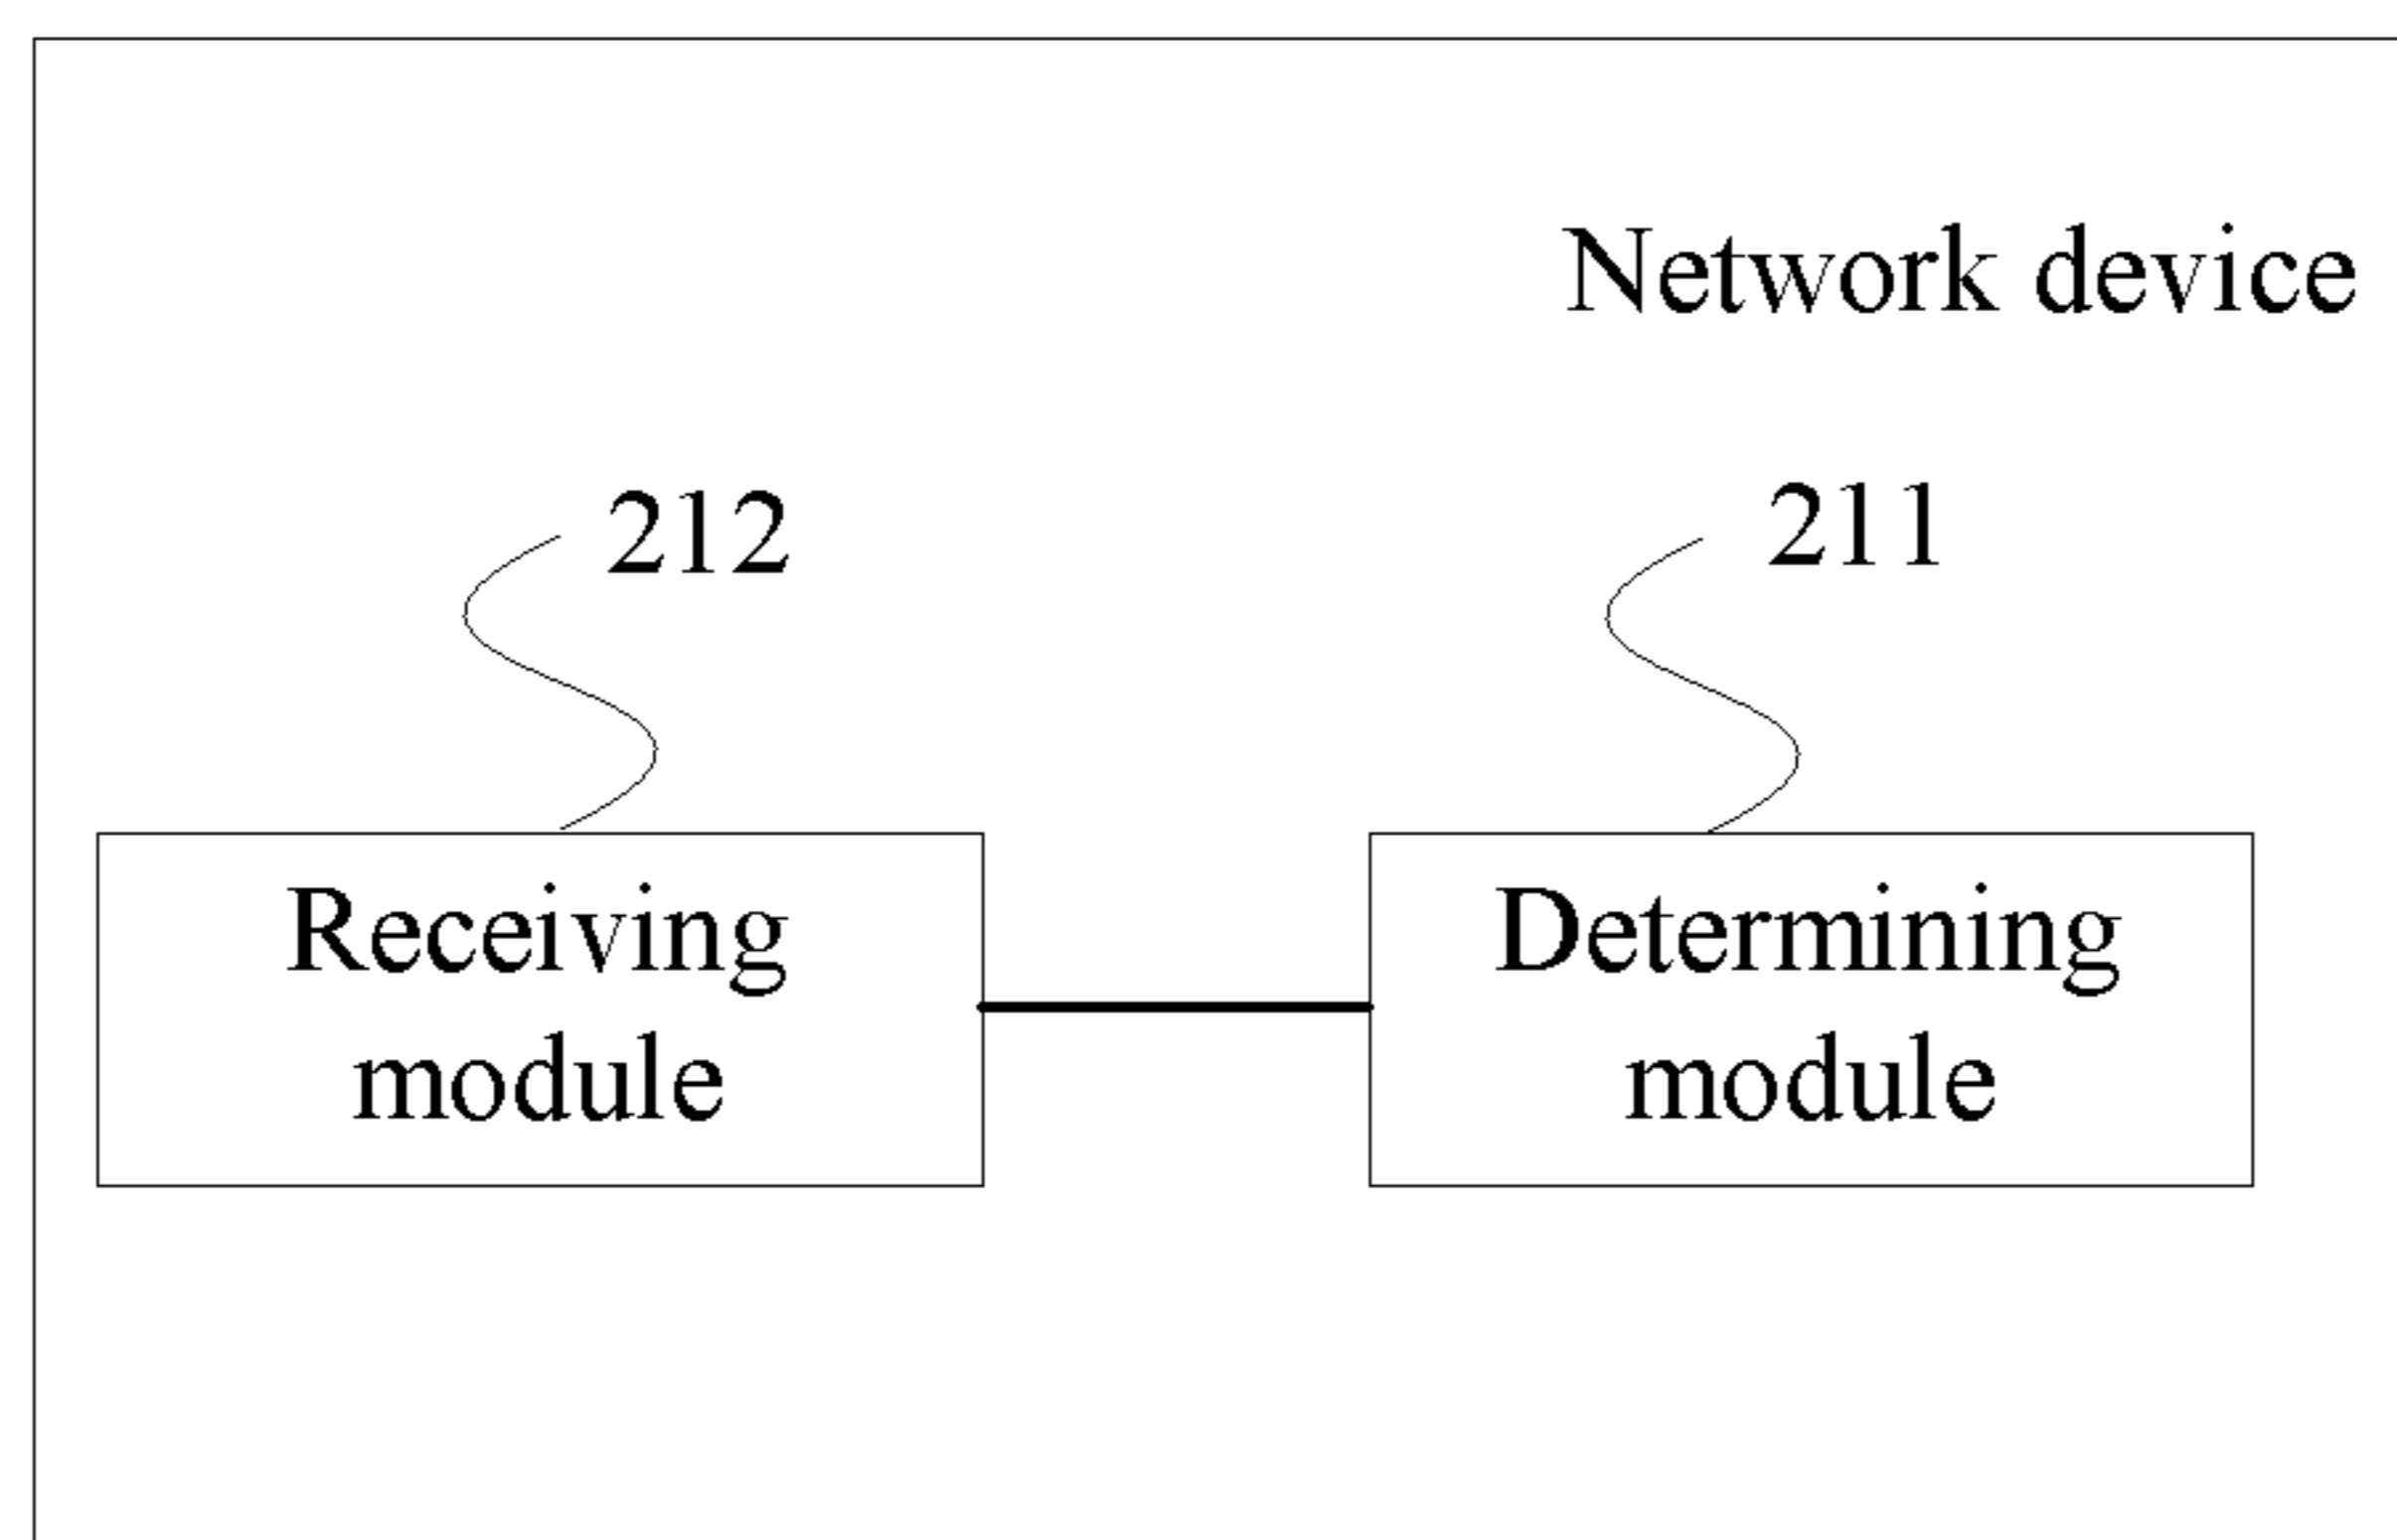 Network device
212
211
Receiving
module
Determining
module